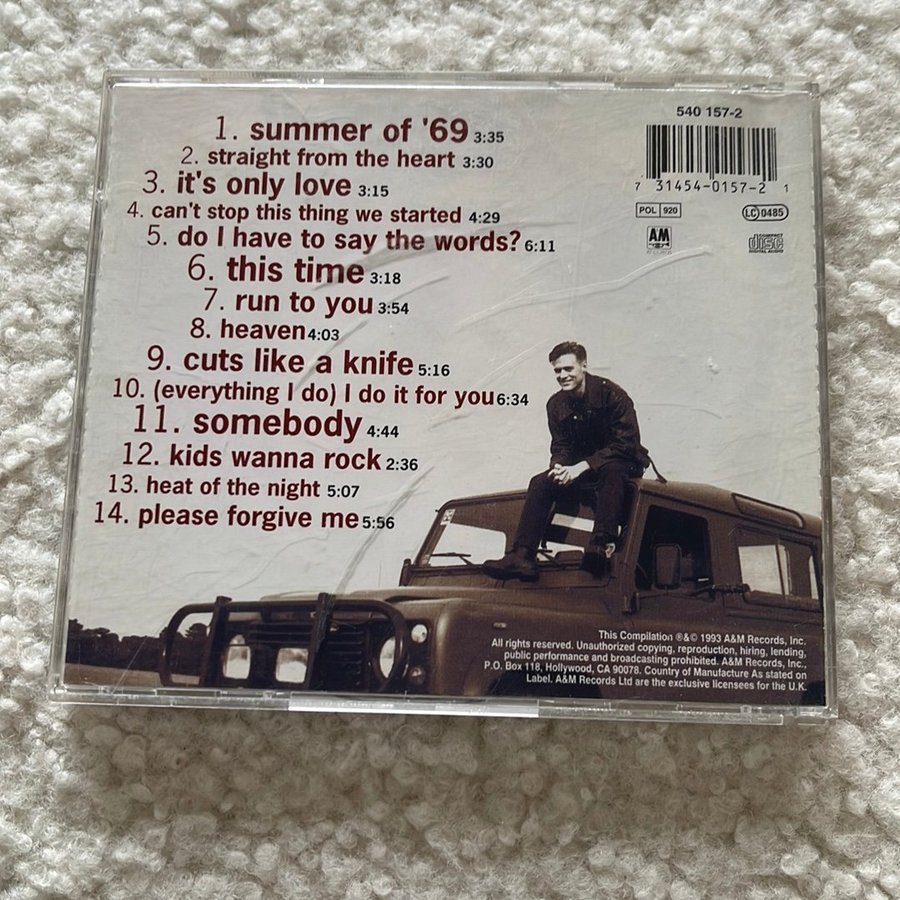 1. summer of '69 3:35
2. straight from the heart 3:30
3. it's only love 3:15
4. can't stop this thing we started 4:29
5. do I have to say the words? 6:11
6. this time 3:18
7. run to you 3:54
8. heaven 4:03
9. cuts like a knife 5:16
10. (everything I do) I do it for you 6:34
11. somebody 4:44
12. kids wanna rock 2:36
13. heat of the night 5:07
14. please forgive me 5:56
540 157-2
7 31454-0157-2 1
POL 920
LC 0485
AM
COMPACT
disc
DIGITAL AUDIO
This Compilation ℗&© 1993 A&M Records, Inc.
All rights reserved. Unauthorized copying, reproduction, hiring, lending,
public performance and broadcasting prohibited. A&M Records, Inc.,
P.O. Box 118, Hollywood, CA 90078. Country of Manufacture As stated on
Label. A&M Records Ltd are the exclusive licensees for the U.K.